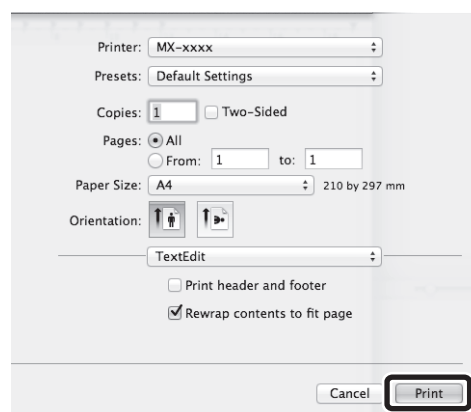 Printer: MX-xxxx
Presets: Default Settings
Copies: 1 Two-Sided
Pages: All
From: 1 to: 1
Paper Size: A4 210 by 297 mm
Orientation:
TextEdit
Print header and footer
Rewrap contents to fit page
Cancel Print